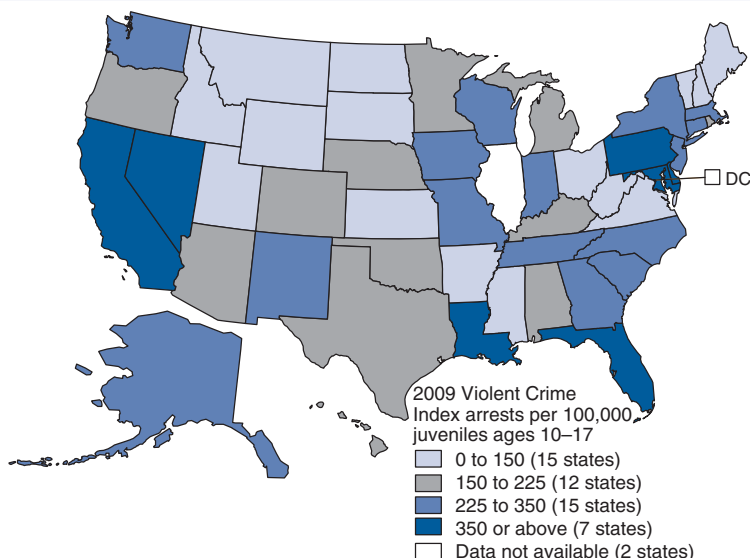 DC
2009 Violent Crime
Index arrests per 100,000
juveniles ages 10–17
0 to 150 (15 states)
150 to 225 (12 states)
225 to 350 (15 states)
350 or above (7 states)
Data not available (2 states)